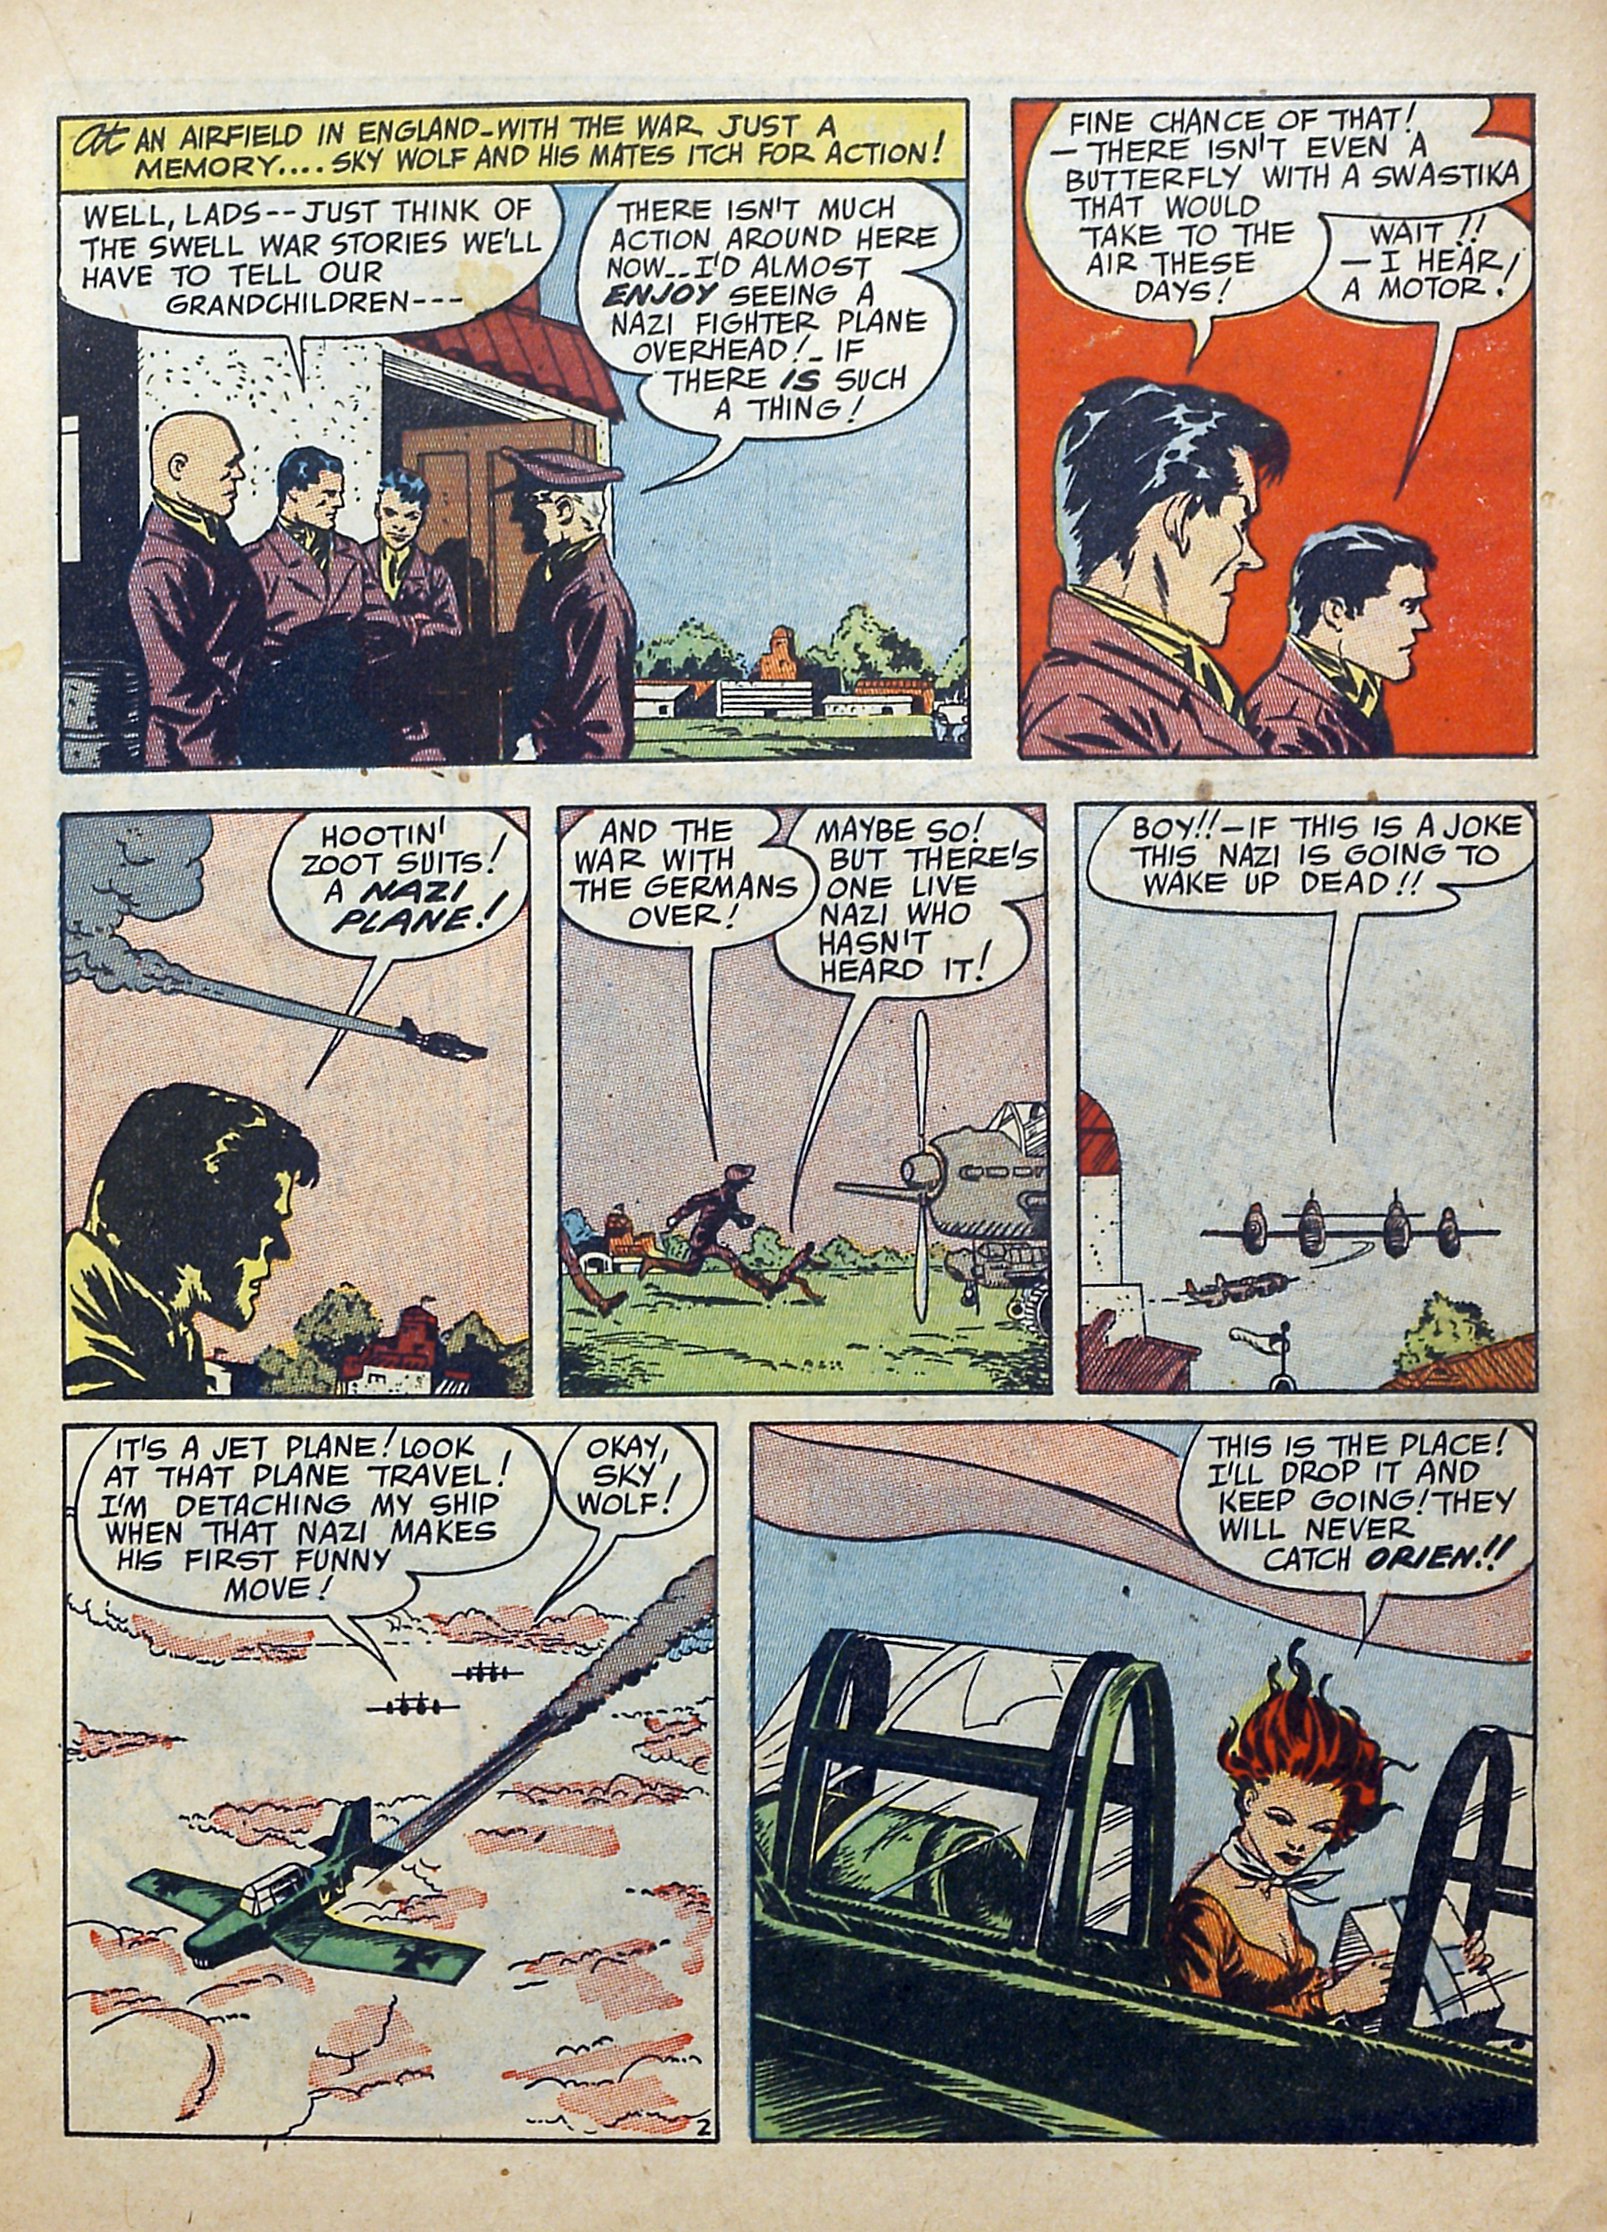 At AN AIRFIELD IN ENGLAND-WITH THE WAR JUST A
MEMORY.... SKY WOLF AND HIS MATES ITCH FOR ACTION!
WELL, LADS-- JUST THINK OF
THE SWELL WAR STORIES WE'LL
HAVE TO TELL OUR
GRANDCHILDREN---
THERE ISN'T MUCH
ACTION AROUND HERE
NOW-- I'D ALMOST
ENJOY SEEING A
NAZI FIGHTER PLANE
OVERHEAD!- IF
THERE IS SUCH
A THING!
FINE CHANCE OF THAT!
- THERE ISN'T EVEN A
BUTTERFLY WITH A SWASTIKA
THAT WOULD
TAKE TO THE
AIR THESE
DAYS!
WAIT!!
- I HEAR
A MOTOR!
HOOTIN'
ZOOT SUITS!
A NAZI
PLANE!
AND THE
WAR WITH
THE GERMANS
OVER!
MAYBE SO!
BUT THERE'S
ONE LIVE
NAZI WHO
HASN'T
HEARD IT!
BOY!!-IF THIS IS A JOKE
THIS NAZI IS GOING TO
WAKE UP DEAD!!
IT'S A JET PLANE! LOOK
AT THAT PLANE TRAVEL!
I'M DETACHING MY SHIP
WHEN THAT NAZI MAKES
HIS FIRST FUNNY
MOVE!
OKAY,
SKY
WOLF!
2
THIS IS THE PLACE!
I'LL DROP IT AND
KEEP GOING! THEY
WILL NEVER
CATCH ORIEN!!